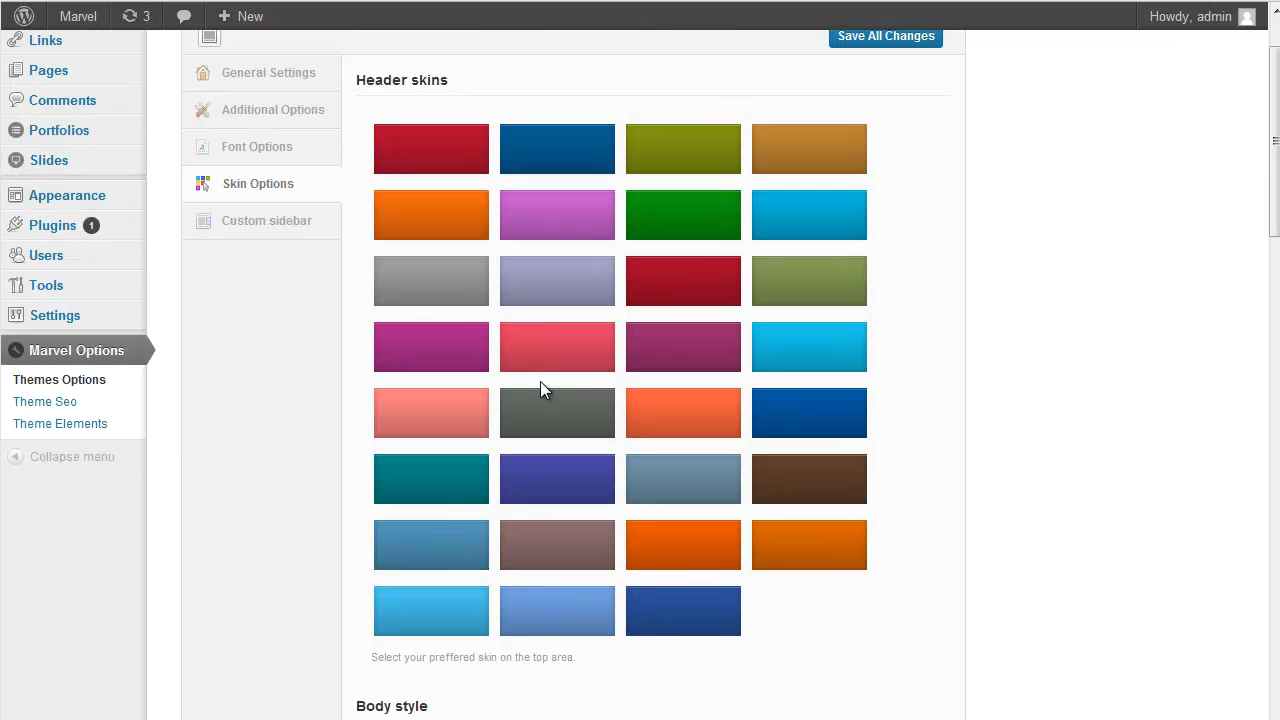 Marvel 3 New Howdy, admin
Links
Pages
Comments
Portfolios
Slides
Appearance
Plugins 1
Users
Tools
Settings
Marvel Options
Themes Options
Theme Seo
Theme Elements
Collapse menu
Save All Changes
General Settings
Additional Options
Font Options
Skin Options
Custom sidebar
Header skins
Select your preffered skin on the top area.
Body style